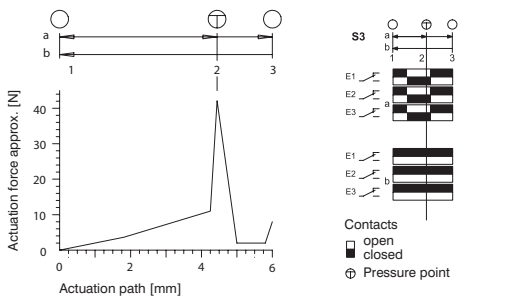 a
b
1 2 3
Actuation force approx. [N]
40
30
20
10
0
0 2 4 6
Actuation path [mm]
S3
a
b
1 2 3
E1
E2
a
E3
E1
E2
b
E3
Contacts
open
closed
Pressure point